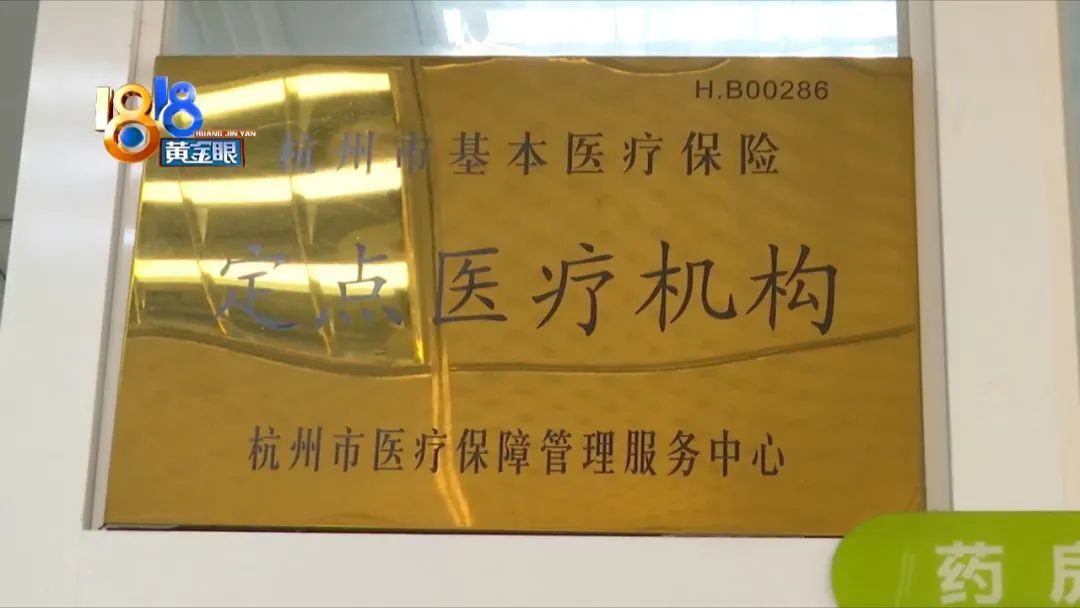 H.B00286
1818
HUANG JIN YAN
黄金眼
杭州市基本医疗保险
定点医疗机构
杭州市医疗保障管理服务中心
药房